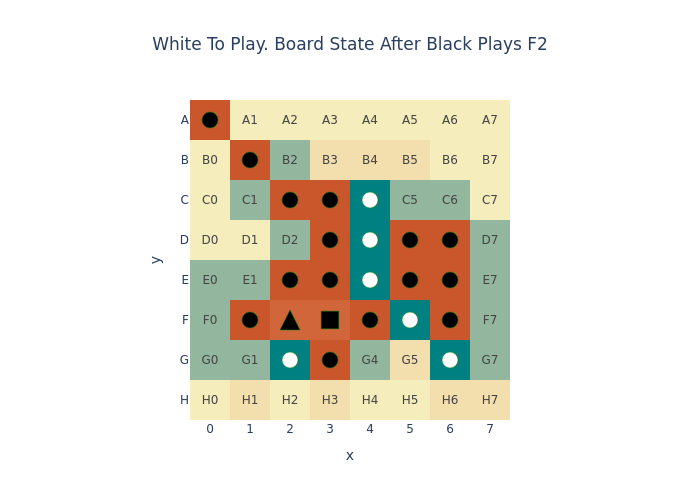 White To Play. Board State After Black Plays F2
A A1 A2 A3 A4 A5 A6 A7
B B0 B2 B3 B4 B5 B6 B7
C C0 C1 C5 C6 C7
D D0 D1 D2 D7
E E0 E1 E7
F F0 F7
G G0 G1 G4 G5 G7
H H0 H1 H2 H3 H4 H5 H6 H7
0 1 2 3 4 5 6 7
x
y